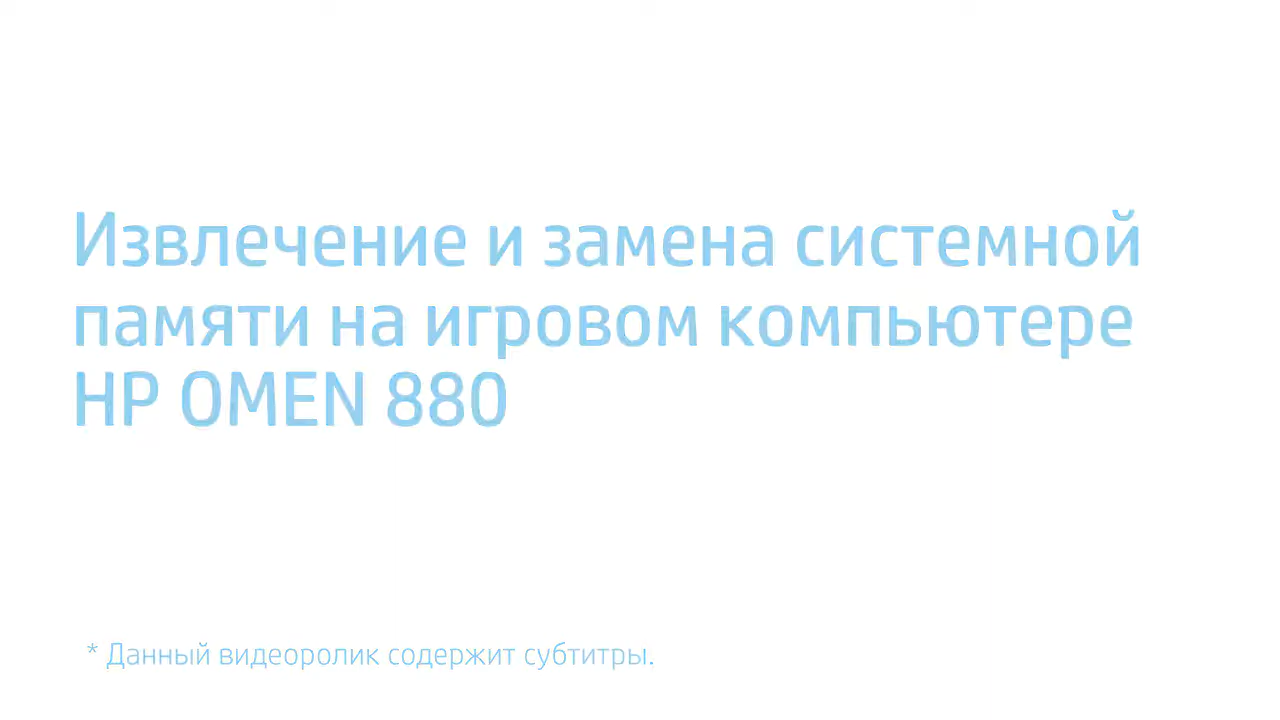 Извлечение и замена системной
памяти на игровом компьютере
HP OMEN 880
* Данный видеоролик содержит субтитры.